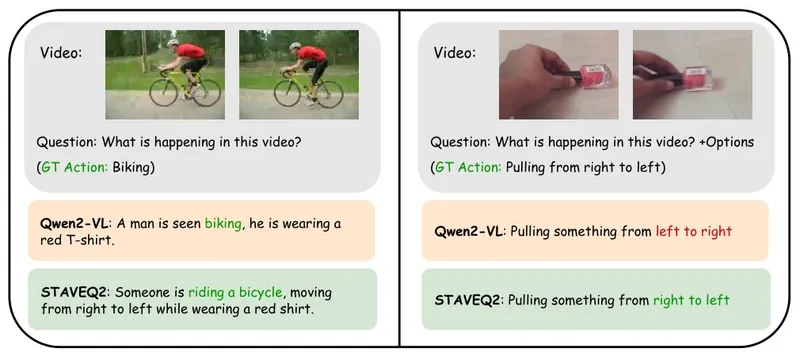 Video:
Question: What is happening in this video?
(GT Action: Biking)
Qwen2-VL: A man is seen biking, he is wearing a
red T-shirt.
STAVEQ2: Someone is riding a bicycle, moving
from right to left while wearing a red shirt.
Video:
Question: What is happening in this video? +Options
(GT Action: Pulling from right to left)
Qwen2-VL: Pulling something from left to right
STAVEQ2: Pulling something from right to left